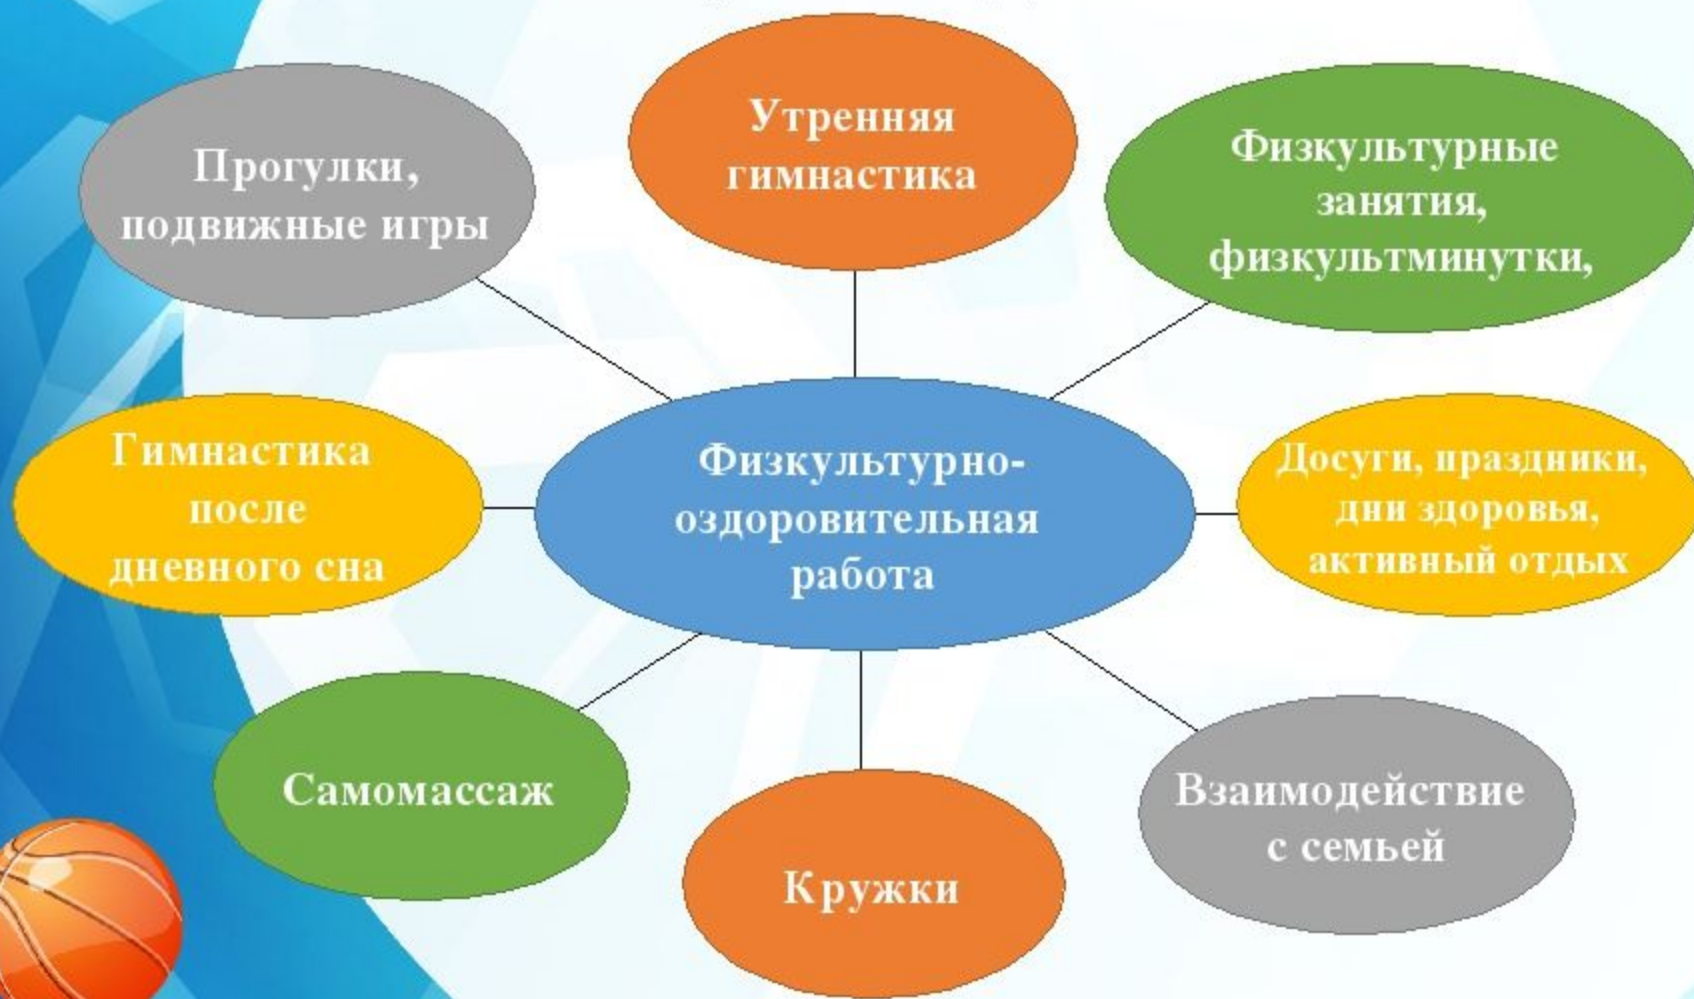 Утренняя
гимнастика
Прогулки,
подвижные игры
Физкультурные
занятия,
физкультминутки,
Гимнастика
после
дневного сна
Физкультурно-
оздоровительная
работа
Досуги, праздники,
дни здоровья,
активный отдых
Самомассаж
Кружки
Взаимодействие
с семьей